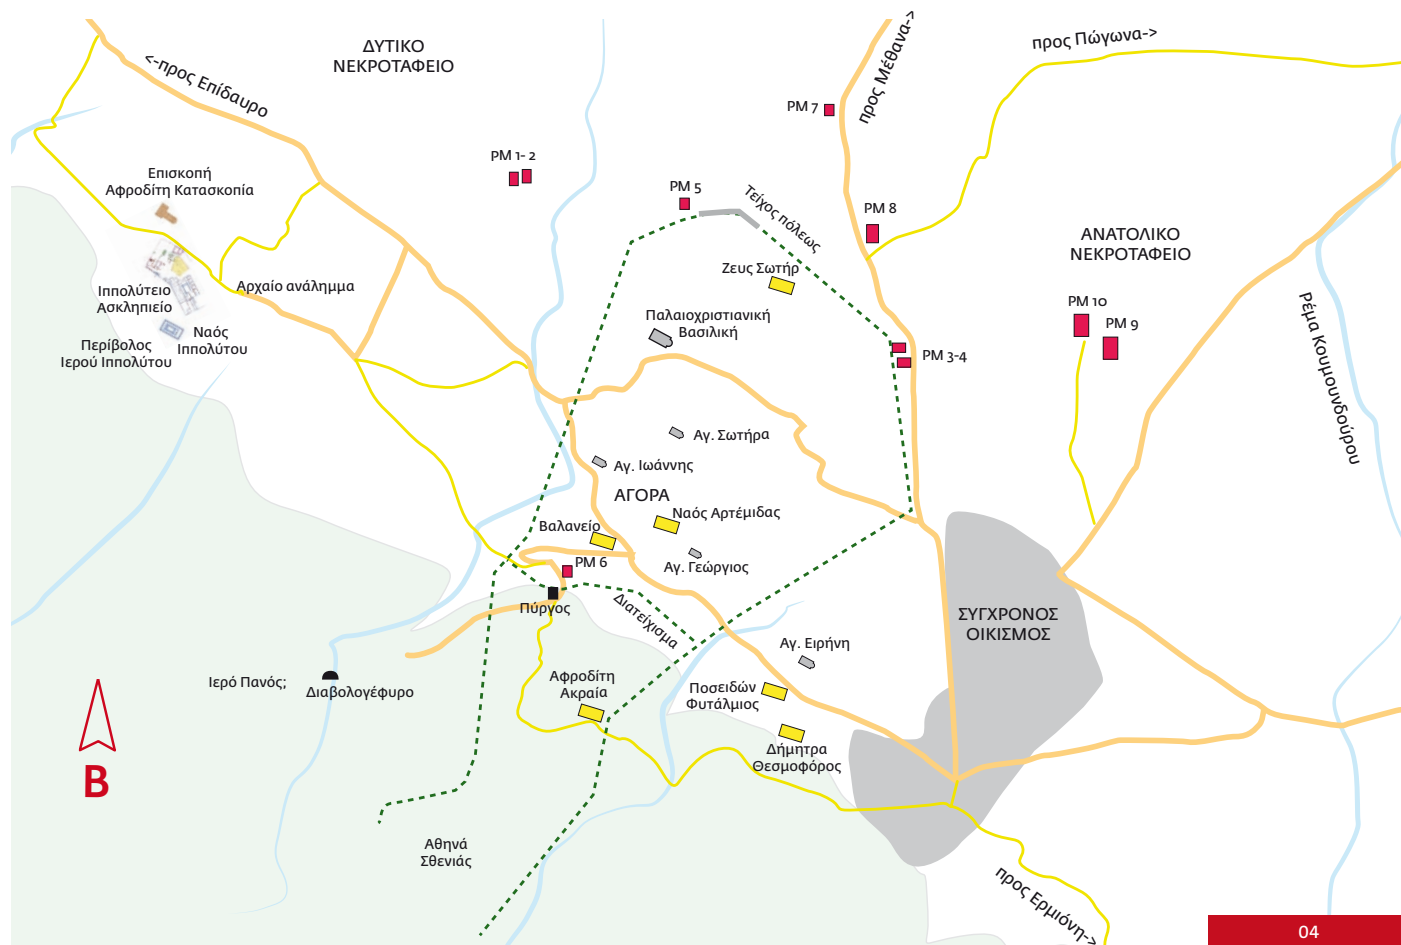 ΔΥΤΙΚΟ
ΝΕΚΡΟΤΑΦΕΙΟ
<-προς Επίδαυρο
προς Μέθανα->
προς Πώγωνα->
PM 7
PM 1- 2
Επισκοπή
Αφροδίτη Κατασκοπία
PM 5
Τείχος πόλεως
PM 8
ΑΝΑΤΟΛΙΚΟ
ΝΕΚΡΟΤΑΦΕΙΟ
Ζευς Σωτήρ
Ιππολύτειο
Ασκληπιείο
Αρχαίο ανάλημμα
PM 10
PM 9
Ρέμα Κουμουνδούρου
Παλαιοχριστιανική
Βασιλική
Ναός
Ιππολύτου
Περίβολος
Ιερού Ιππολύτου
PM 3-4
Αγ. Σωτήρα
Αγ. Ιωάννης
ΑΓΟΡΑ
Ναός Αρτέμιδας
Βαλανείο
Αγ. Γεώργιος
PM 6
Πύργος
Διατείχισμα
ΣΥΓΧΡΟΝΟΣ
ΟΙΚΙΣΜΟΣ
Αγ. Ειρήνη
Ιερό Πανός;
Διαβολογέφυρο
Αφροδίτη
Ακραία
Ποσειδών
Φυτάλμιος
Δήμητρα
Θεσμοφόρος
Β
Αθηνά
Σθενιάς
προς Ερμιόνη->
04